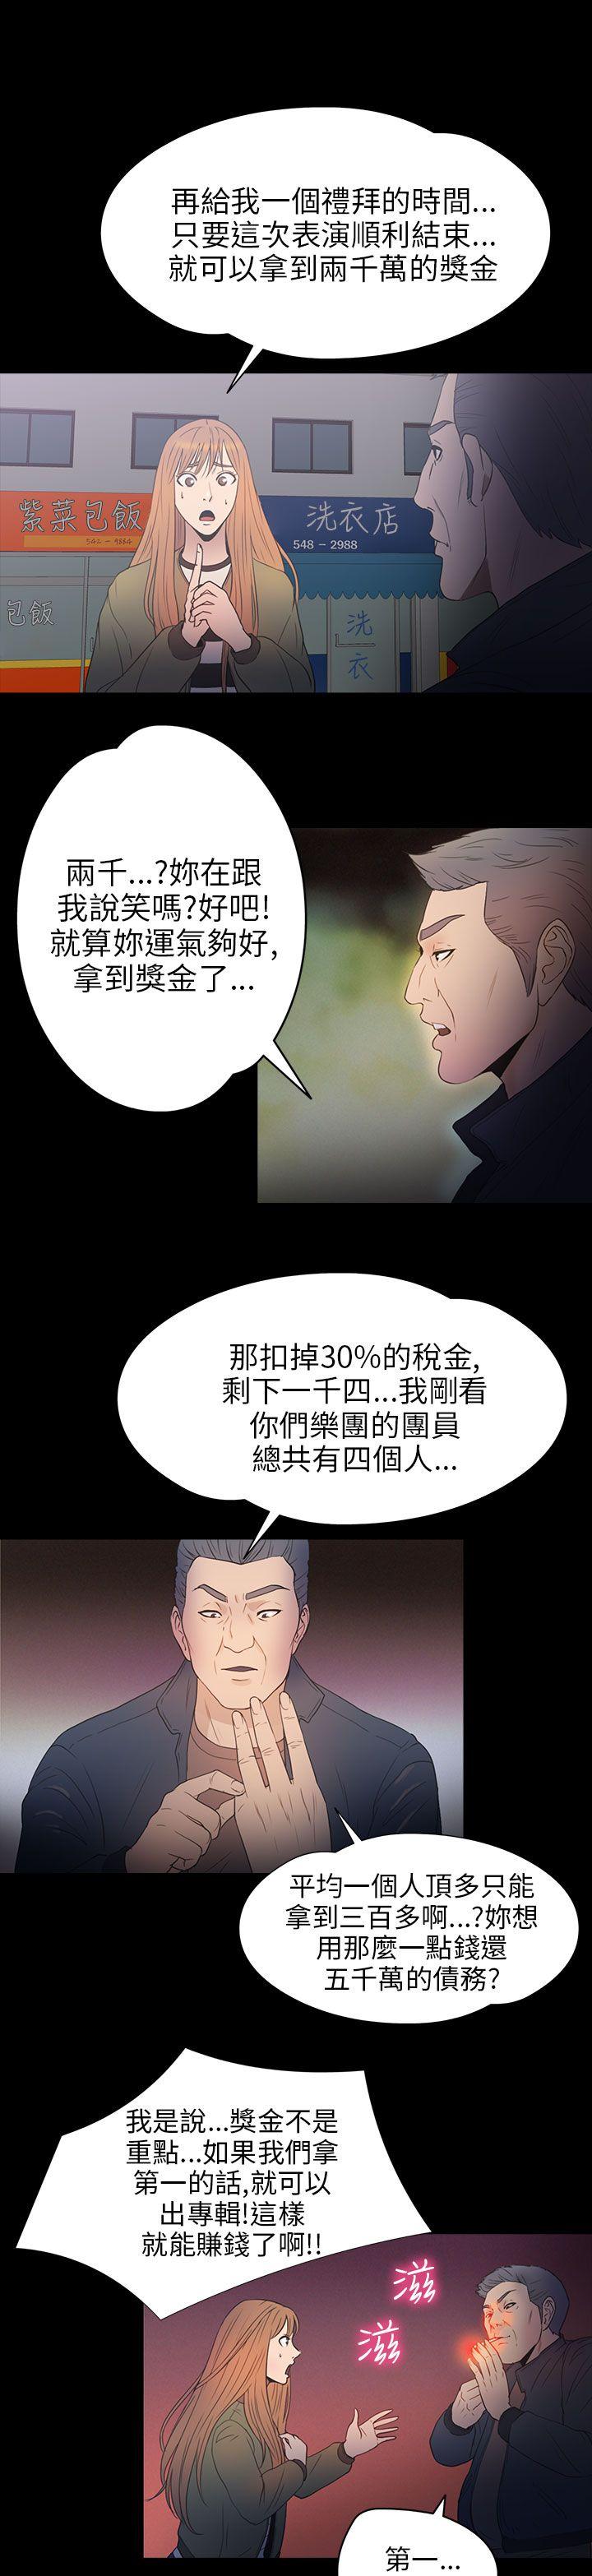 再給我一個禮拜的時間...
只要這次表演順利結束...
就可以拿到兩千萬的獎金
紫菜包飯
542-9884
洗衣店
548-2988
包飯
洗
衣
兩千...?妳在跟
我說笑嗎?好吧!
就算妳運氣夠好,
拿到獎金了...
那扣掉30%的稅金,
剩下一千四...我剛看
你們樂團的團員
總共有四個人...
平均一個人頂多只能
拿到三百多啊...?妳想
用那麼一點錢還
五千萬的債務?
我是說...獎金不是
重點...如果我們拿
第一的話,就可以
出專輯!這樣
就能賺錢了啊!!
滋
滋
第一...